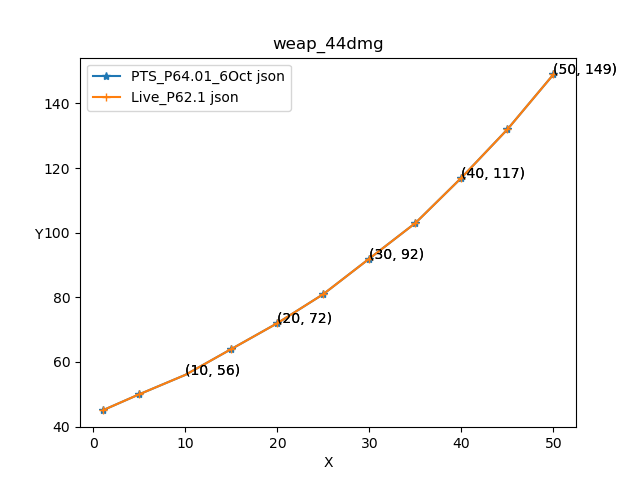 weap_44dmg
PTS_P64.01_6Oct json
Live_P62.1 json
(50, 149)
140
120
(40, 117)
Y
100
(30, 92)
80
(20, 72)
60
(10, 56)
40
0 10 20 30 40 50
X